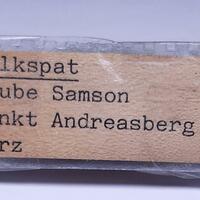 lkspat
ube Samson
nkt Andreasberg
rz